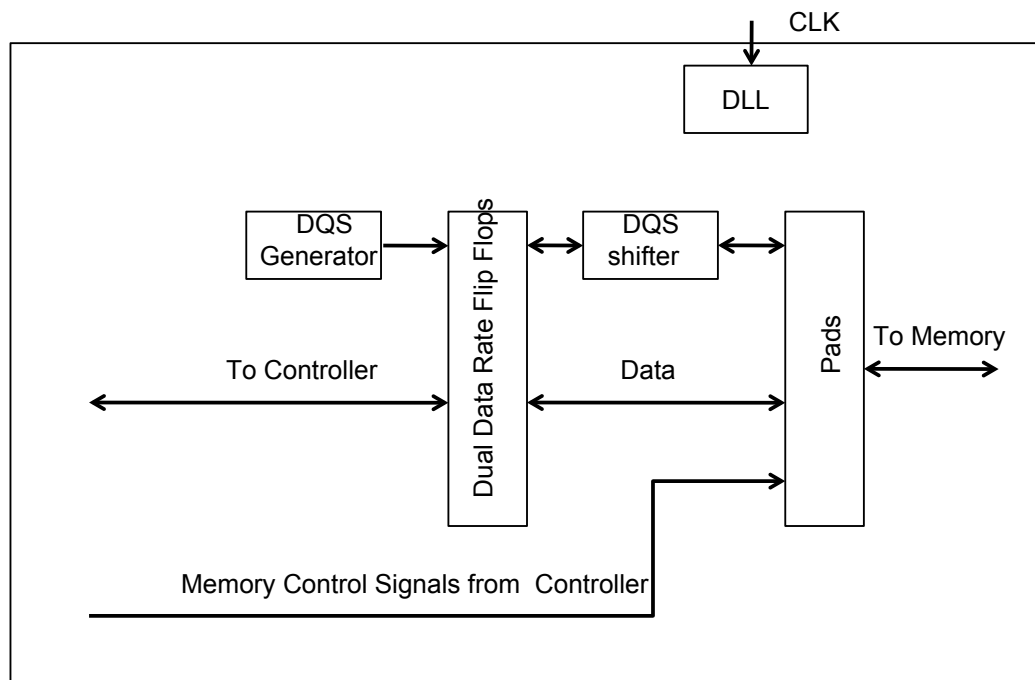 CLK
DLL
DQS
Generator
Dual Data Rate Flip Flops
DQS
shifter
Pads
To Memory
To Controller
Data
Memory Control Signals from Controller